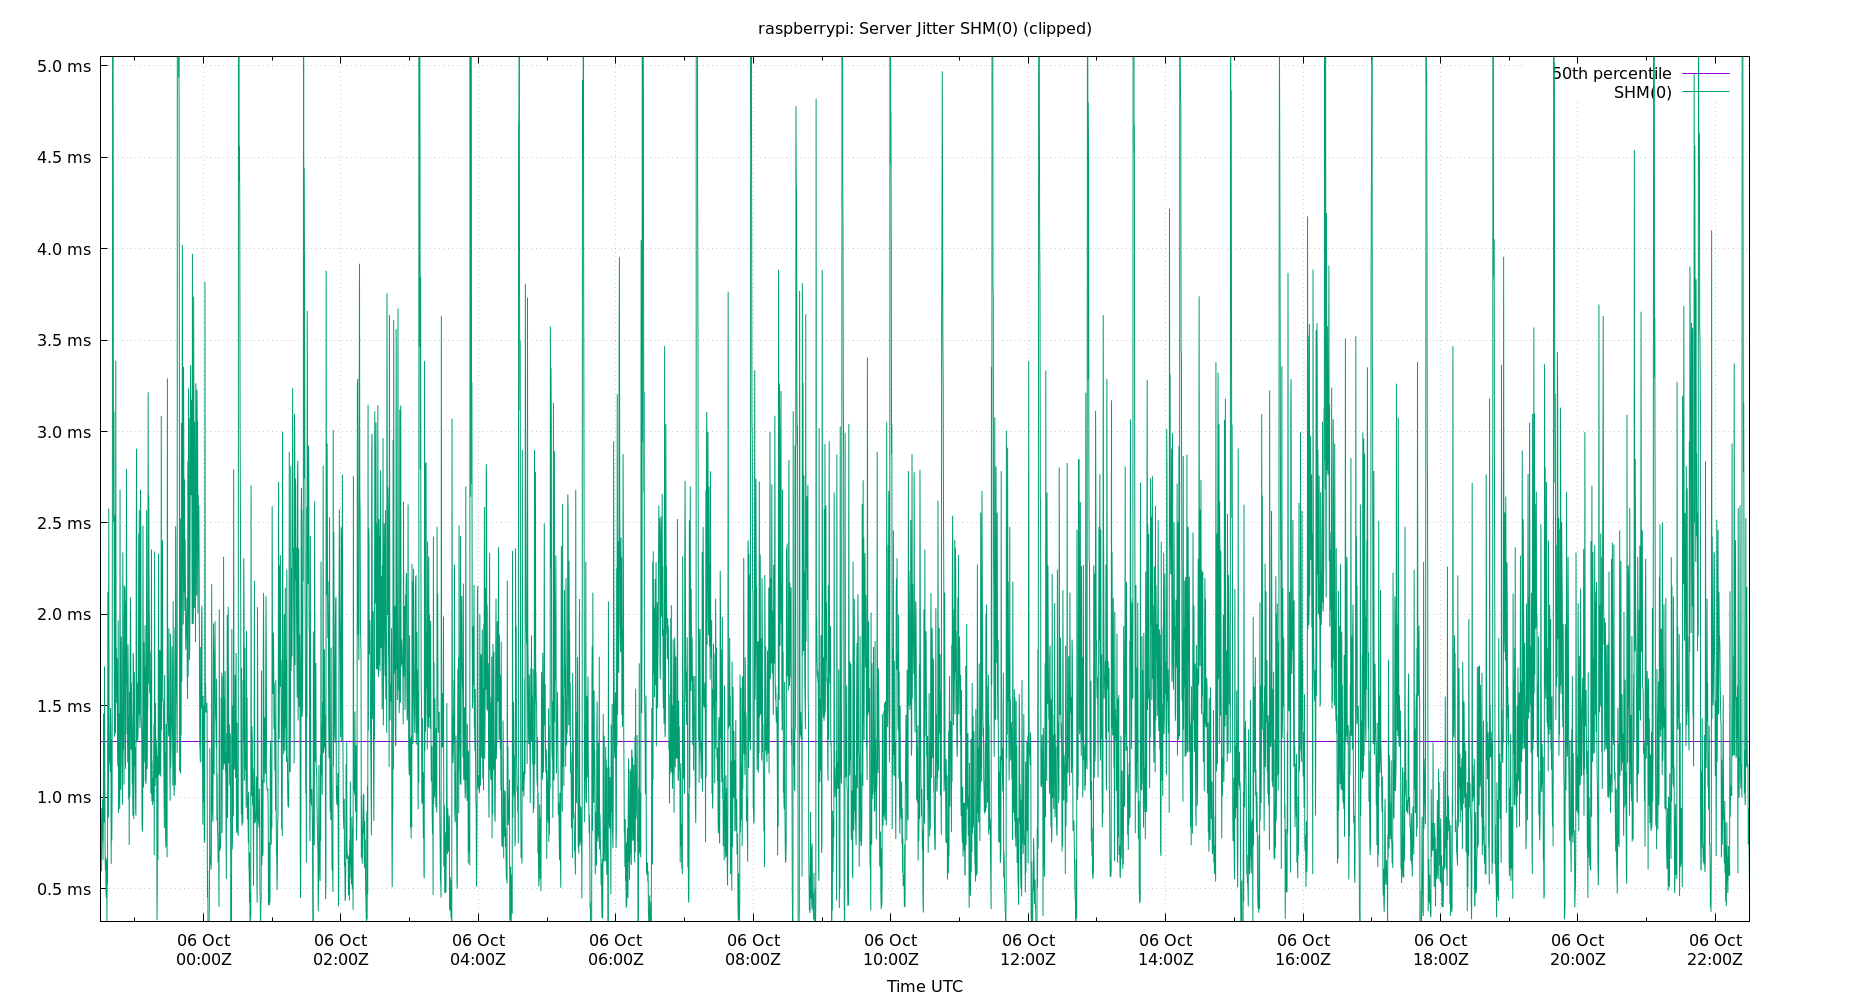 raspberrypi: Server Jitter SHM(0) (clipped)
5.0 ms
4.5 ms
4.0 ms
3.5 ms
3.0 ms
2.5 ms
2.0 ms
1.5 ms
1.0 ms
0.5 ms
50th percentile
SHM(0)
06 Oct 06 Oct 06 Oct 06 Oct 06 Oct 06 Oct 06 Oct 06 Oct 06 Oct 06 Oct 06 Oct 06 Oct
00:00Z 02:00Z 04:00Z 06:00Z 08:00Z 10:00Z 12:00Z 14:00Z 16:00Z 18:00Z 20:00Z 22:00Z
Time UTC